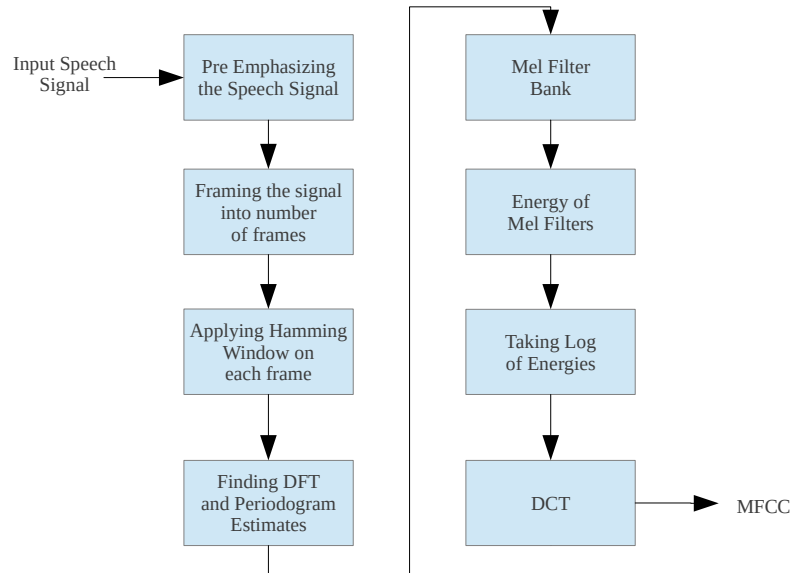 Input Speech
Signal
Pre Emphasizing
the Speech Signal
Framing the signal
into number
of frames
Applying Hamming
Window on
each frame
Finding DFT
and Periodogram
Estimates
Mel Filter
Bank
Energy of
Mel Filters
Taking Log
of Energies
DCT
MFCC